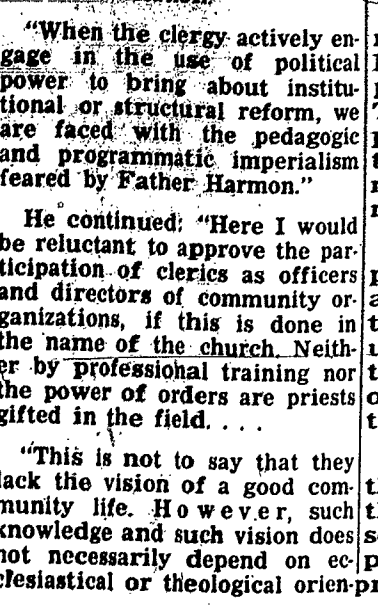 "When the clergy actively en-
gage in the use of political
power to bring about institu-
tional or structural reform, we
are faced with the pedagogic
and programmatic imperialism
feared by Father Harmon."
He continued: "Here I would
be reluctant to approve the par-
ticipation of clerics as officers
and directors of community or-
ganizations, if this is done in
the name of the church. Neith-
er by professional training nor
the power of orders are priests
gifted in the field. . . .
"This is not to say that they
lack the vision of a good com-
munity life. However, such
knowledge and such vision does
not necessarily depend on ec-
clesiastical or theological orien-